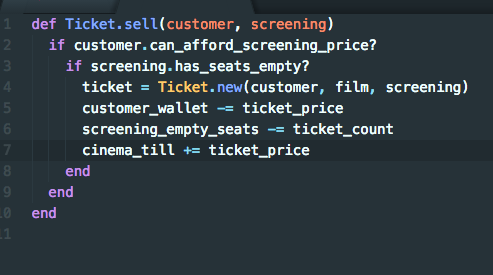 1 def Ticket.sell(customer, screening)
2 if customer.can_afford_screening_price?
3 if screening.has_seats_empty?
4 ticket = Ticket.new(customer, film, screening)
5 customer_wallet -= ticket_price
6 screening_empty_seats -= ticket_count
7 cinema_till += ticket_price
8 end
9 end
10 end
11